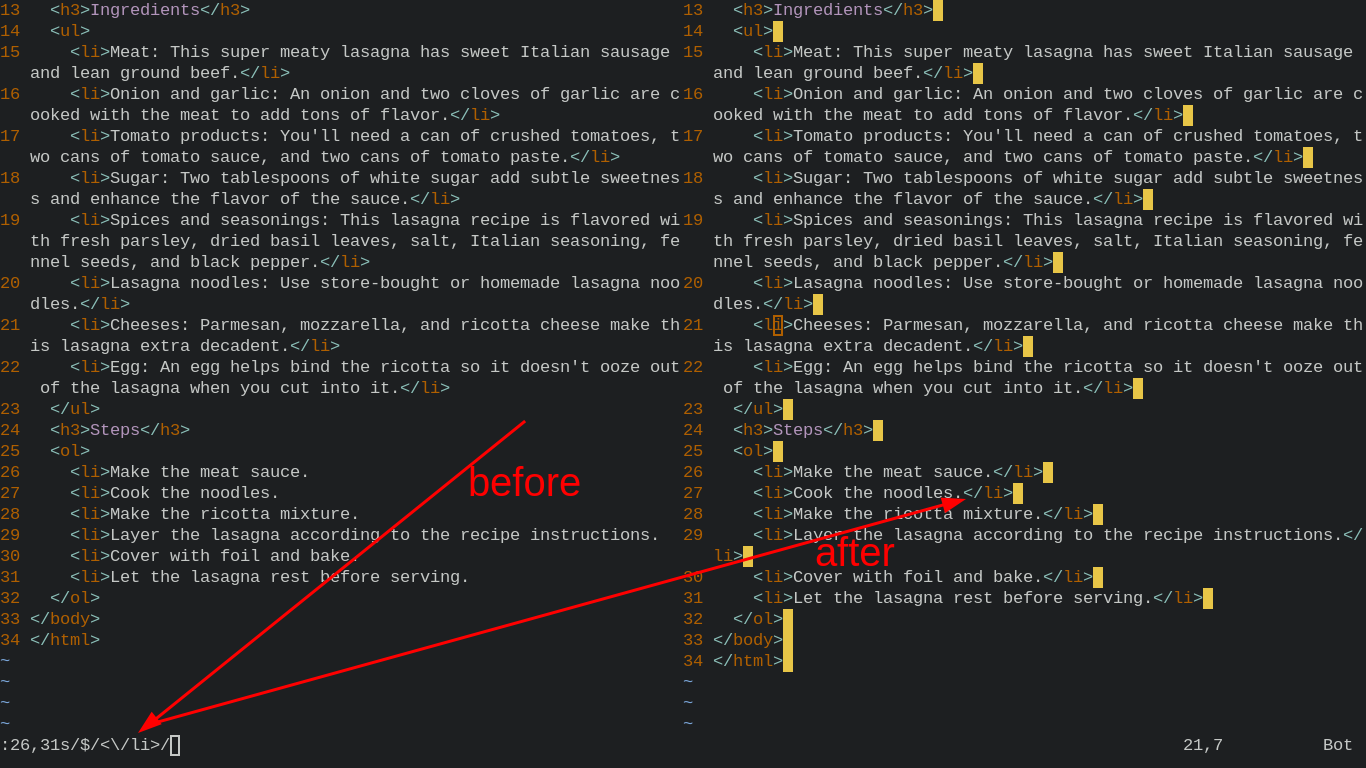 13   <h3>Ingredients</h3>
14   <ul>
15     <li>Meat: This super meaty lasagna has sweet Italian sausage
and lean ground beef.</li>
16     <li>Onion and garlic: An onion and two cloves of garlic are c
ooked with the meat to add tons of flavor.</li>
17     <li>Tomato products: You'll need a can of crushed tomatoes, t
wo cans of tomato sauce, and two cans of tomato paste.</li>
18     <li>Sugar: Two tablespoons of white sugar add subtle sweetnes
s and enhance the flavor of the sauce.</li>
19     <li>Spices and seasonings: This lasagna recipe is flavored wi
th fresh parsley, dried basil leaves, salt, Italian seasoning, fe
nnel seeds, and black pepper.</li>
20     <li>Lasagna noodles: Use store-bought or homemade lasagna noo
dles.</li>
21     <li>Cheeses: Parmesan, mozzarella, and ricotta cheese make th
is lasagna extra decadent.</li>
22     <li>Egg: An egg helps bind the ricotta so it doesn't ooze out
 of the lasagna when you cut into it.</li>
23   </ul>
24   <h3>Steps</h3>
25   <ol>
26     <li>Make the meat sauce.
27     <li>Cook the noodles.
28     <li>Make the ricotta mixture.
29     <li>Layer the lasagna according to the recipe instructions.
30     <li>Cover with foil and bake.
31     <li>Let the lasagna rest before serving.
32   </ol>
33 </body>
34 </html>
~
~
~
~
:26,31s/$/<\/li>/
before
13   <h3>Ingredients</h3>
14   <ul>
15     <li>Meat: This super meaty lasagna has sweet Italian sausage
and lean ground beef.</li>
16     <li>Onion and garlic: An onion and two cloves of garlic are c
ooked with the meat to add tons of flavor.</li>
17     <li>Tomato products: You'll need a can of crushed tomatoes, t
wo cans of tomato sauce, and two cans of tomato paste.</li>
18     <li>Sugar: Two tablespoons of white sugar add subtle sweetnes
s and enhance the flavor of the sauce.</li>
19     <li>Spices and seasonings: This lasagna recipe is flavored wi
th fresh parsley, dried basil leaves, salt, Italian seasoning, fe
nnel seeds, and black pepper.</li>
20     <li>Lasagna noodles: Use store-bought or homemade lasagna noo
dles.</li>
21     <li>Cheeses: Parmesan, mozzarella, and ricotta cheese make th
is lasagna extra decadent.</li>
22     <li>Egg: An egg helps bind the ricotta so it doesn't ooze out
 of the lasagna when you cut into it.</li>
23   </ul>
24   <h3>Steps</h3>
25   <ol>
26     <li>Make the meat sauce.</li>
27     <li>Cook the noodles.</li>
28     <li>Make the ricotta mixture.</li>
29     <li>Layer the lasagna according to the recipe instructions.</
li>
30     <li>Cover with foil and bake.</li>
31     <li>Let the lasagna rest before serving.</li>
32   </ol>
33 </body>
34 </html>
~
~
~
after
21,7          Bot